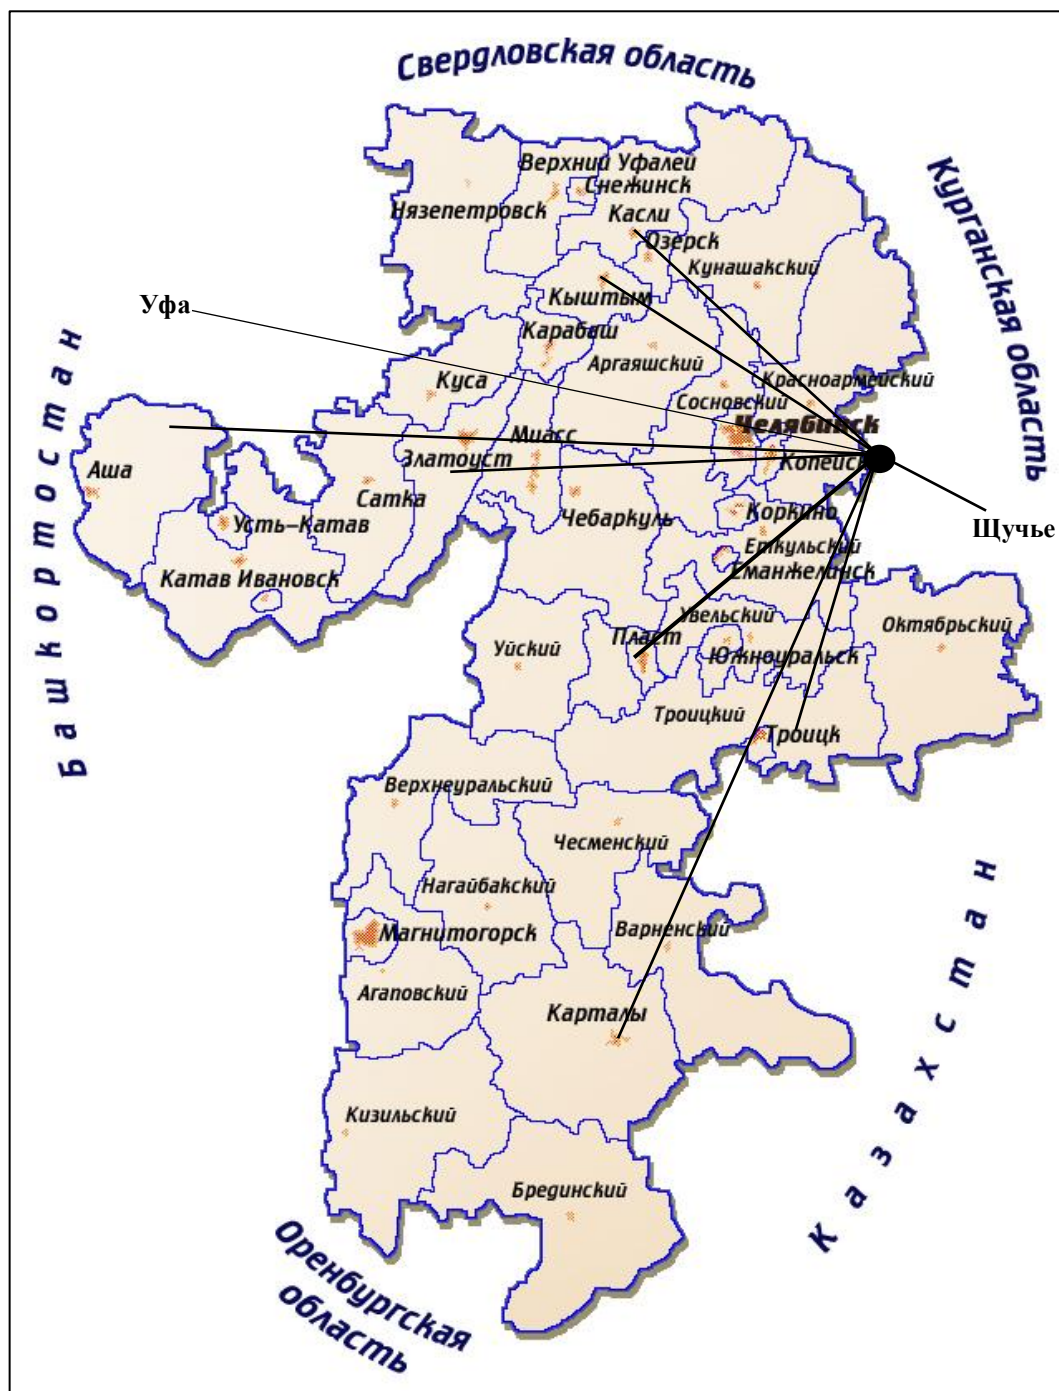 Свердловская область
Курганская область
Верхний Уфалей
Снежинск
Нязепетровск
Касли
Озерск
Кунашакский
Кыштым
Уфа
Карабаш
Аргаяшский
Куса
Красноармейский
Сосновский
Челябинск
Миасс
Златоуст
Копейск
Аша
Сатка
Чебаркуль
Коркино
Усть-Катав
Щучье
Еткульский
Еманжелинск
Катав Ивановск
Башкортостан
Увельский
Октябрьский
Пласт
Уйский
Южноуральск
Троицкий
Троицк
Верхнеуральский
Чесменский
Нагайбакский
Варненский
Магнитогорск
Агаповский
Карталы
Казахстан
Кизильский
Брединский
Оренбургская
область